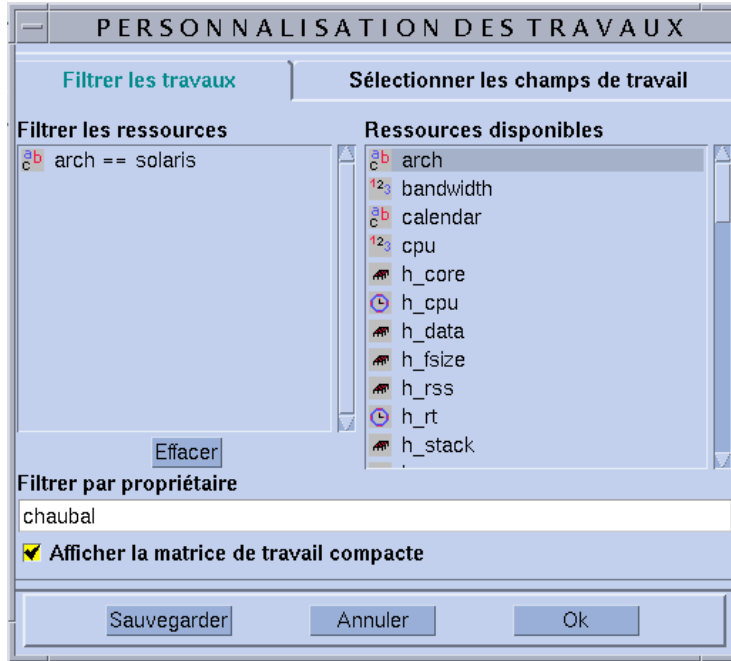 PERSONNALISATION DES TRAVAUX
Filtrer les travaux
Sélectionner les champs de travail
Filtrer les ressources
arch == solaris
Effacer
Ressources disponibles
arch
bandwidth
calendar
cpu
h_core
h_cpu
h_data
h_fsize
h_rss
h_rt
h_stack
Filtrer par propriétaire
chaubal
Afficher la matrice de travail compacte
Sauvegarder
Annuler
Ok